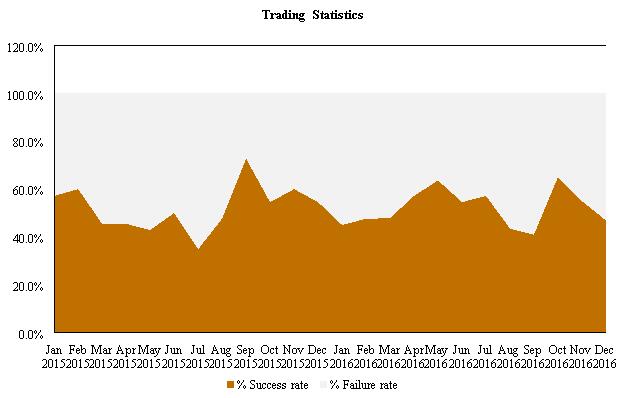 Trading Statistics
120.0%
100.0%
80.0%
60.0%
40.0%
20.0%
0.0%
Jan Feb Mar Apr May Jun Jul Aug Sep Oct Nov Dec Jan Feb Mar Apr May Jun Jul Aug Sep Oct Nov Dec
2015 2015 2015 2015 2015 2015 2015 2015 2015 2015 2015 2015 2016 2016 2016 2016 2016 2016 2016 2016 2016 2016 2016 2016
% Success rate % Failure rate